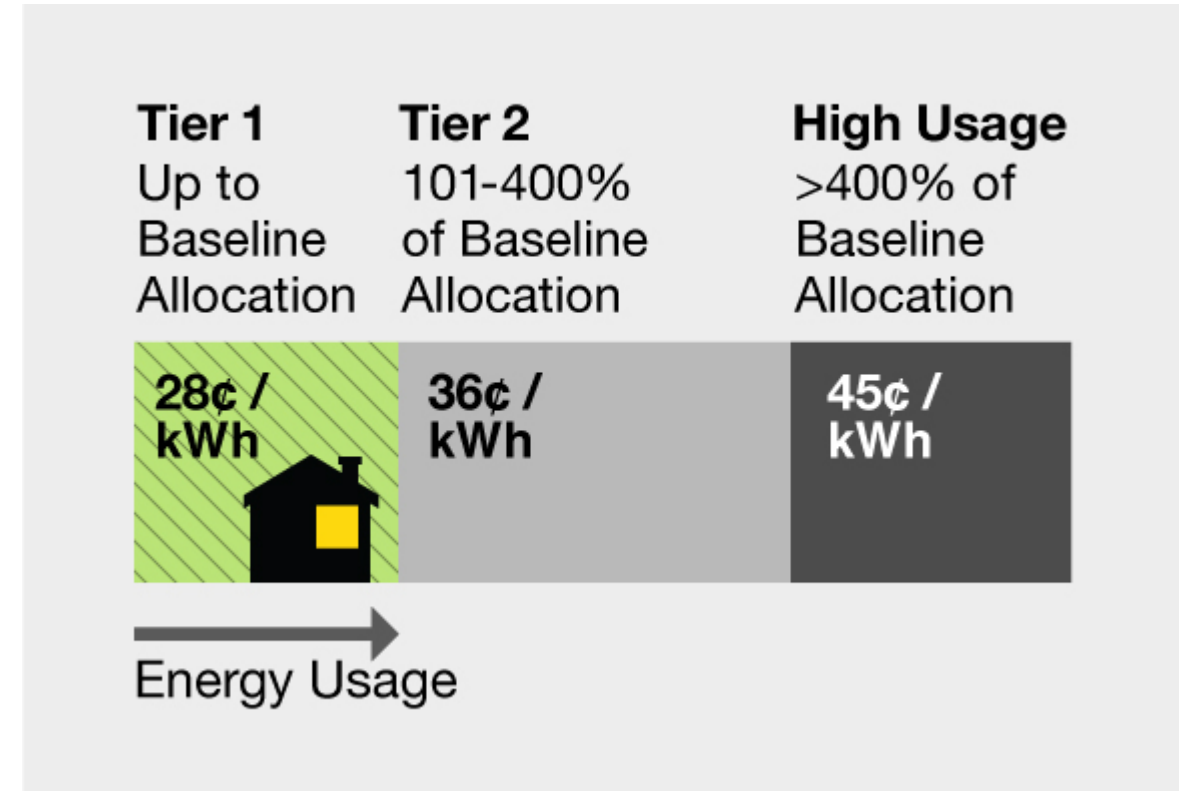 Tier 1
Up to
Baseline
Allocation
Tier 2
101-400%
of Baseline
Allocation
High Usage
>400% of
Baseline
Allocation
28¢ /
kWh
36¢ /
kWh
45¢ /
kWh
Energy Usage